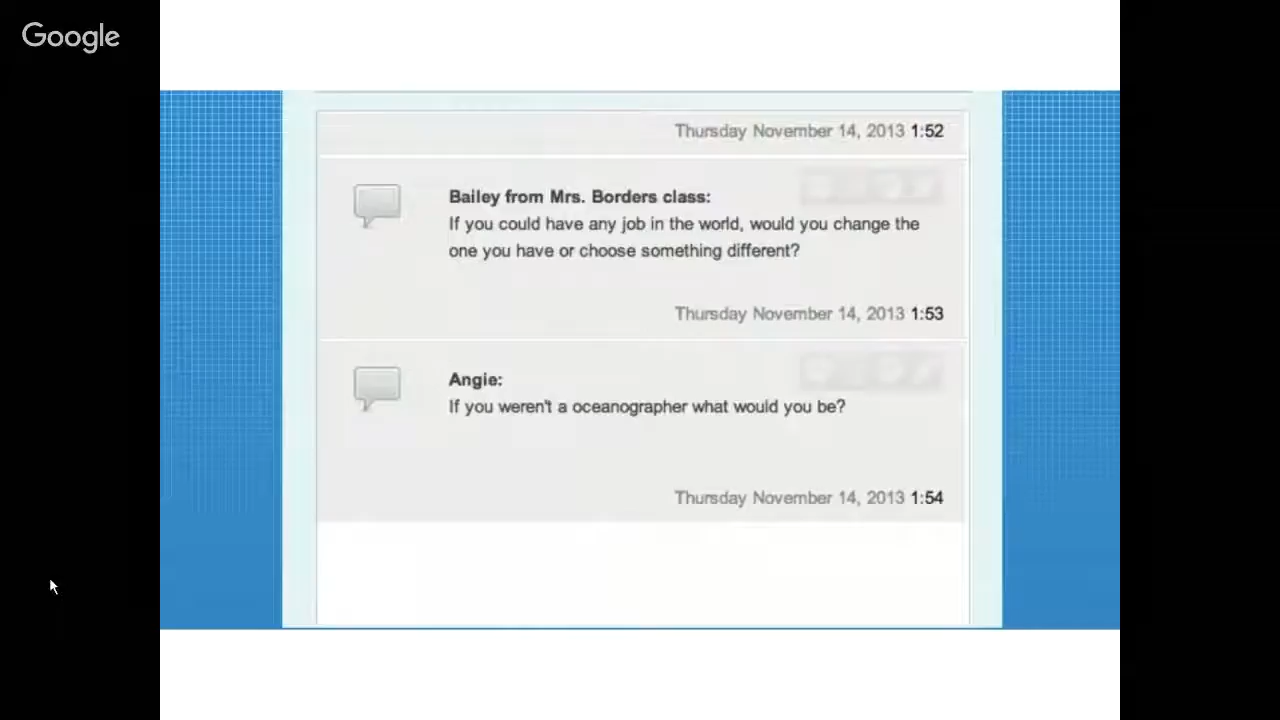 Google
Thursday November 14, 2013 1:52
Bailey from Mrs. Borders class:
If you could have any job in the world, would you change the
one you have or choose something different?
Thursday November 14, 2013 1:53
Angie:
If you weren't a oceanographer what would you be?
Thursday November 14, 2013 1:54